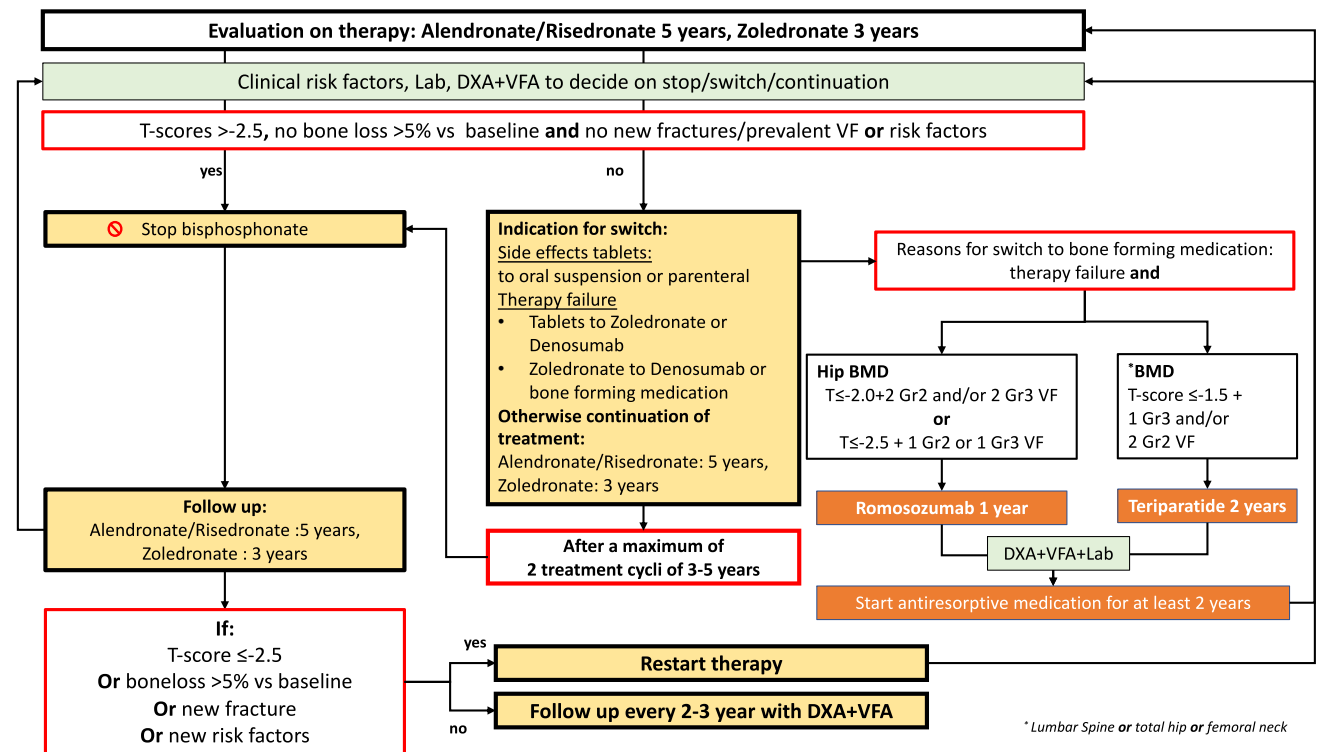 Evaluation on therapy: Alendronate/Risedronate 5 years, Zoledronate 3 years
Clinical risk factors, Lab, DXA+VFA to decide on stop/switch/continuation
T-scores >-2.5, no bone loss >5% vs baseline and no new fractures/prevalent VF or risk factors
yes
no
Stop bisphosphonate
Indication for switch:
Side effects tablets:
to oral suspension or parenteral
Therapy failure
• Tablets to Zoledronate or
Denosumab
• Zoledronate to Denosumab or
bone forming medication
Otherwise continuation of
treatment:
Alendronate/Risedronate: 5 years,
Zoledronate: 3 years
Reasons for switch to bone forming medication:
therapy failure and
Hip BMD
T≤-2.0+2 Gr2 and/or 2 Gr3 VF
or
T≤-2.5 + 1 Gr2 or 1 Gr3 VF
*BMD
T-score ≤-1.5 +
1 Gr3 and/or
2 Gr2 VF
Romosozumab 1 year
Teriparatide 2 years
DXA+VFA+Lab
Start antiresorptive medication for at least 2 years
Follow up:
Alendronate/Risedronate :5 years,
Zoledronate : 3 years
After a maximum of
2 treatment cycli of 3-5 years
If:
T-score ≤-2.5
Or boneloss >5% vs baseline
Or new fracture
Or new risk factors
yes
Restart therapy
no
Follow up every 2-3 year with DXA+VFA
* Lumbar Spine or total hip or femoral neck